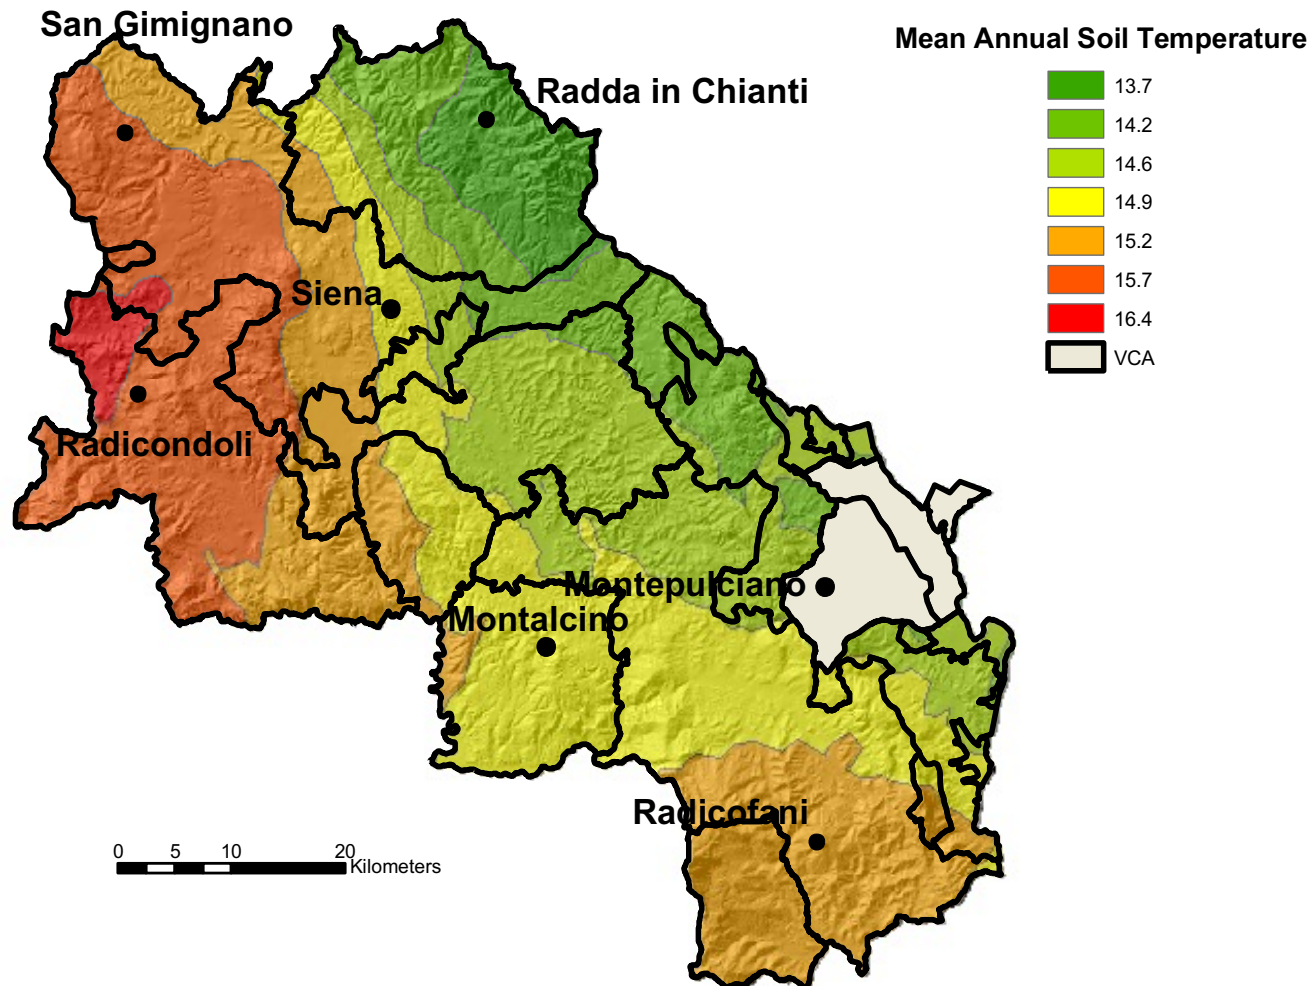 San Gimignano
Mean Annual Soil Temperature
13.7
Radda in Chianti
14.2
14.6
14.9
15.2
15.7
Siena
16.4
VCA
Radicondoli
Montepulciano
Montalcino
Radicofani
0 5 10 20
Kilometers